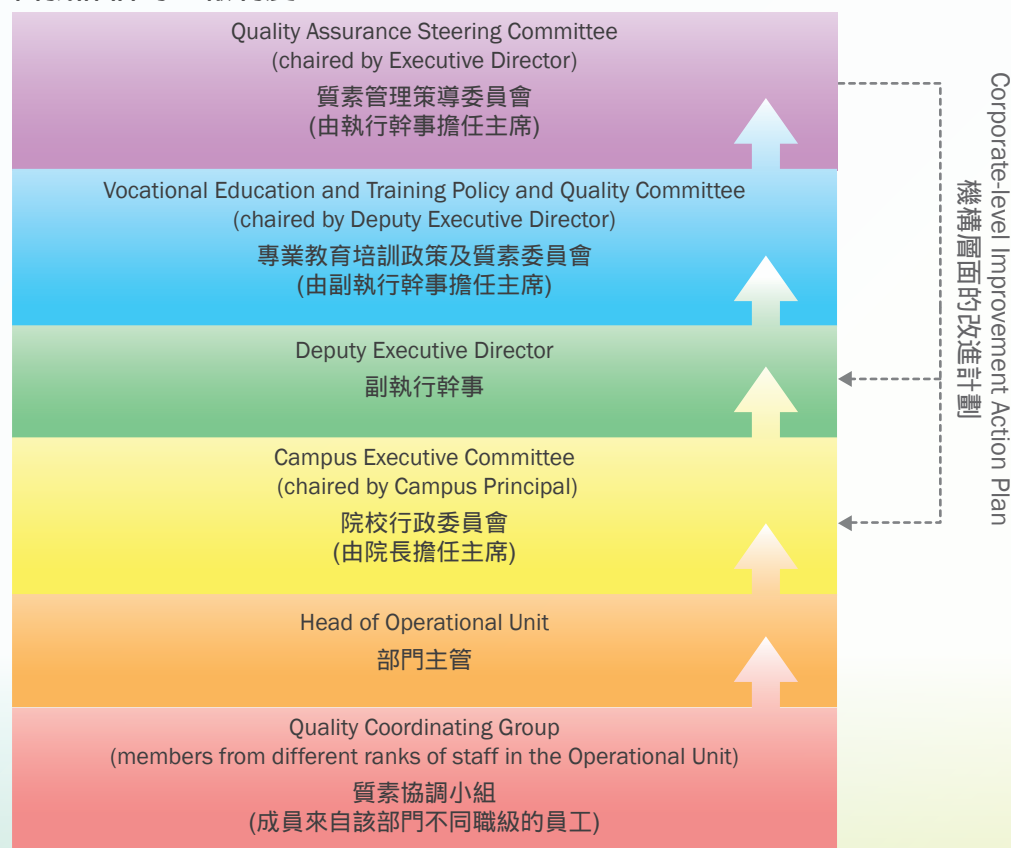 Quality Assurance Steering Committee
(chaired by Executive Director)
質素管理策導委員會
(由執行幹事擔任主席)
Vocational Education and Training Policy and Quality Committee
(chaired by Deputy Executive Director)
專業教育培訓政策及質素委員會
(由副執行幹事擔任主席)
Deputy Executive Director
副執行幹事
Campus Executive Committee
(chaired by Campus Principal)
院校行政委員會
(由院長擔任主席)
Head of Operational Unit
部門主管
Quality Coordinating Group
(members from different ranks of staff in the Operational Unit)
質素協調小組
(成員來自該部門不同職級的員工)
Corporate-level Improvement Action Plan
機構層面的改進計劃